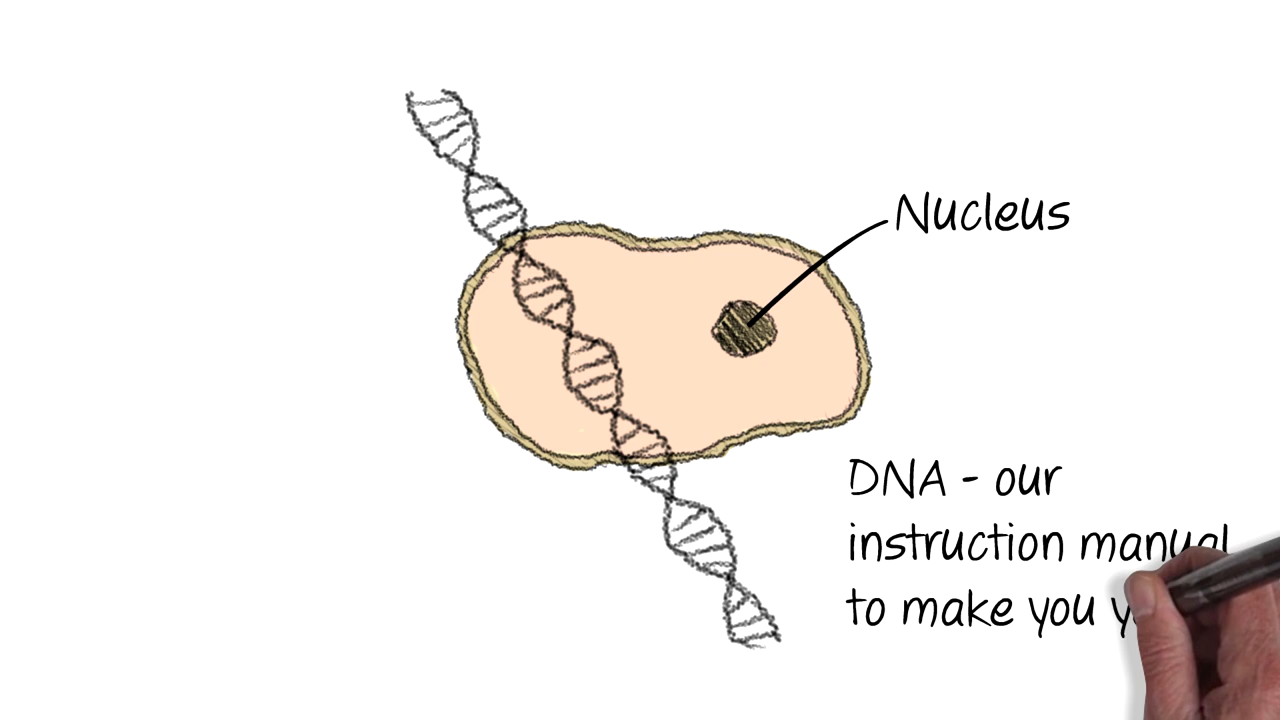 Nucleus
DNA - our
instruction manual
to make you